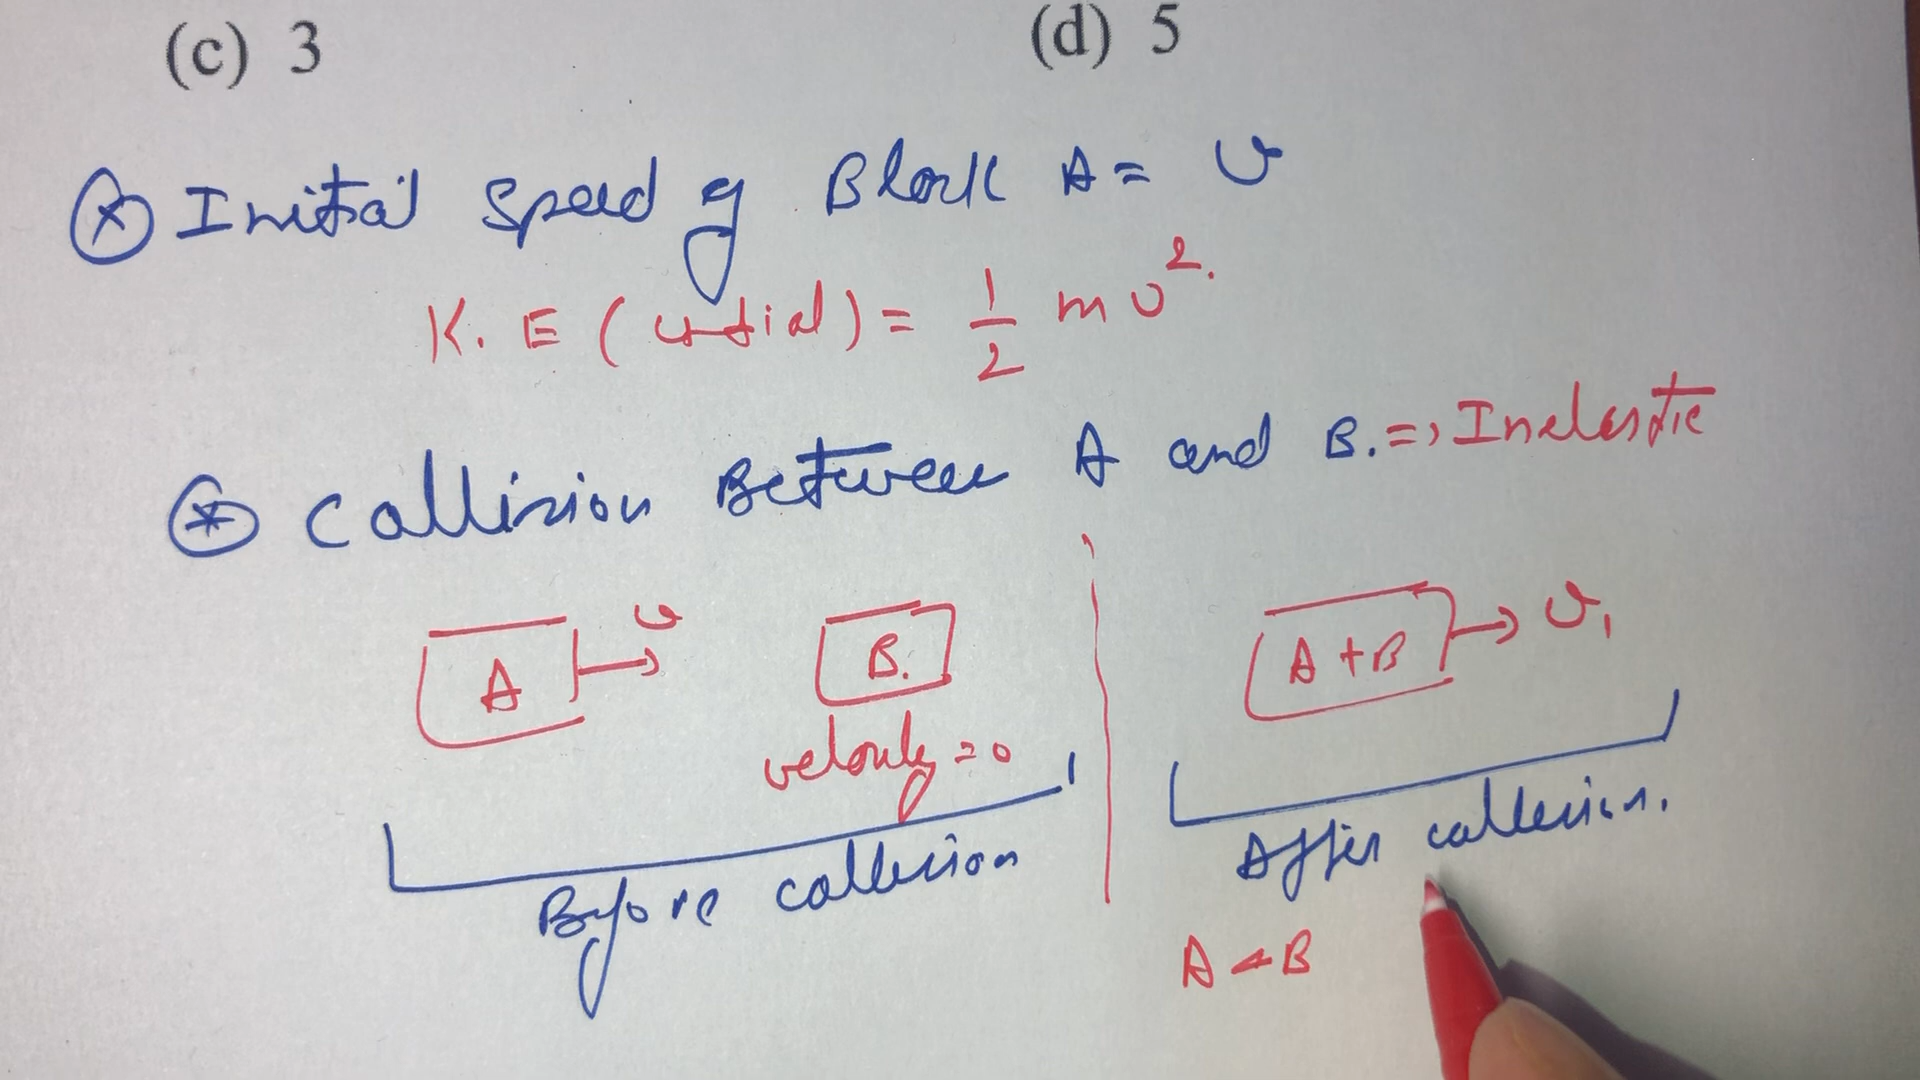 (c) 3 (d) 5
Initial speed of Block A = v
K.E (initial) = 1/2 mv².
Collision Between A and B. => Inelastic
A → v B. A+B → v₁
velocity = 0
Before collision After collision.
A & B